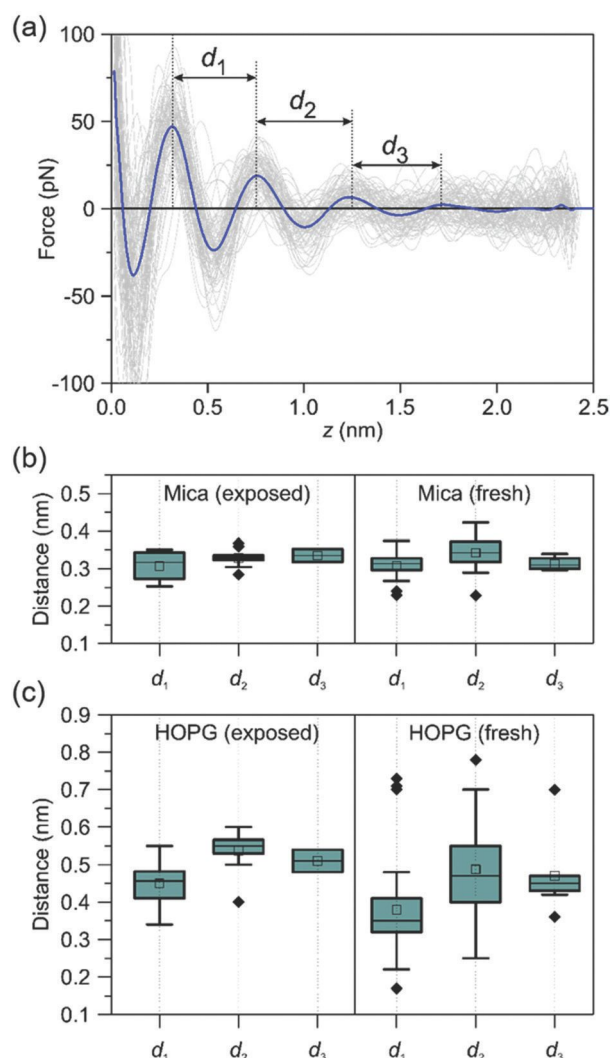 (a)
100
50
0
-50
-100
Force (pN)
d1
d2
d3
0.0 0.5 1.0 1.5 2.0 2.5
z (nm)
(b)
0.5
0.4
0.3
0.2
0.1
Distance (nm)
Mica (exposed) Mica (fresh)
d1 d2 d3 d1 d2 d3
(c)
0.9
0.8
0.7
0.6
0.5
0.4
0.3
0.2
0.1
Distance (nm)
HOPG (exposed) HOPG (fresh)
d1 d2 d3 d1 d2 d3